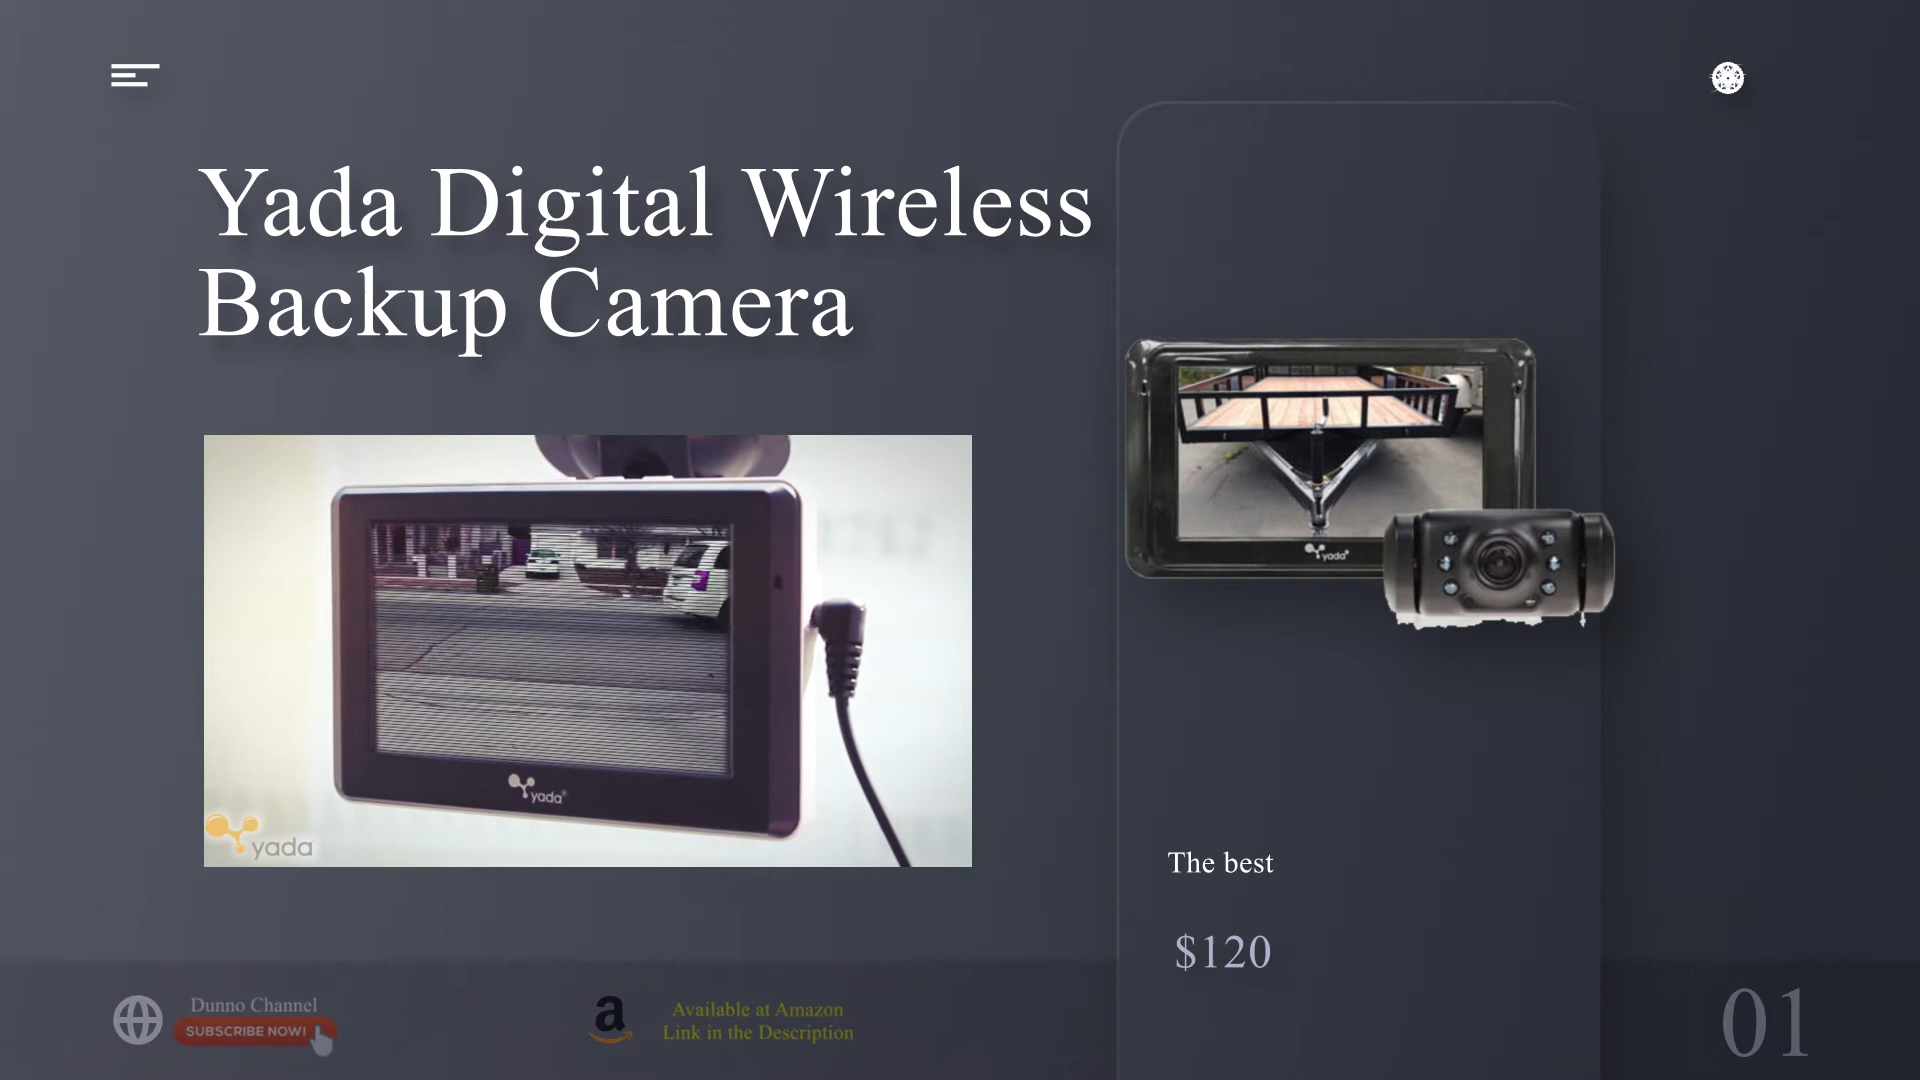 Yada Digital Wireless
Backup Camera
yada
yada
yada
The best
$120
Dunno Channel
SUBSCRIBE NOW!
a
Available at Amazon
Link in the Description
01